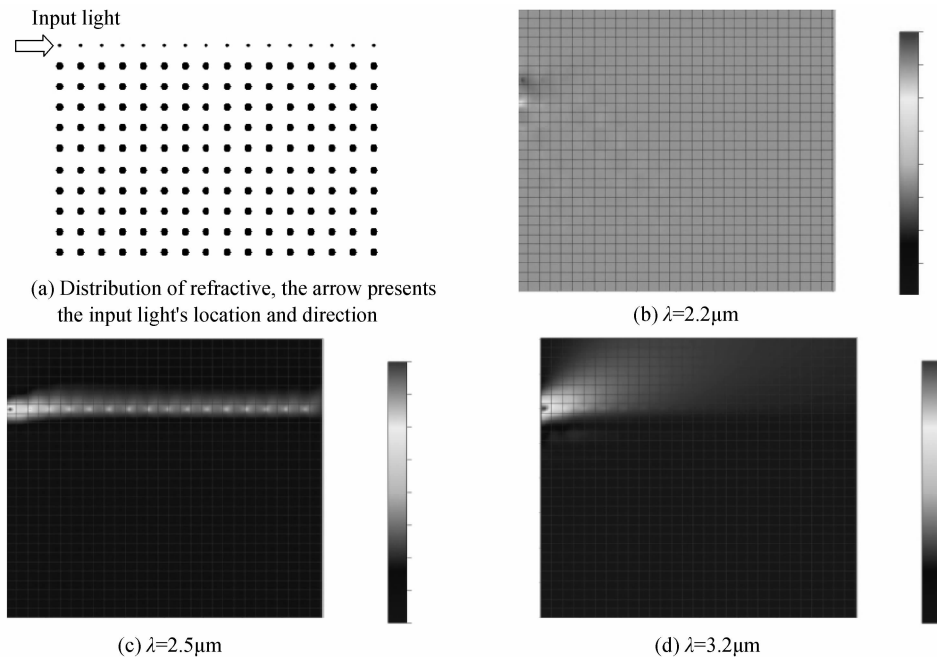 Input light
(a) Distribution of refractive, the arrow presents
the input light's location and direction
(b) λ=2.2μm
(c) λ=2.5μm
(d) λ=3.2μm